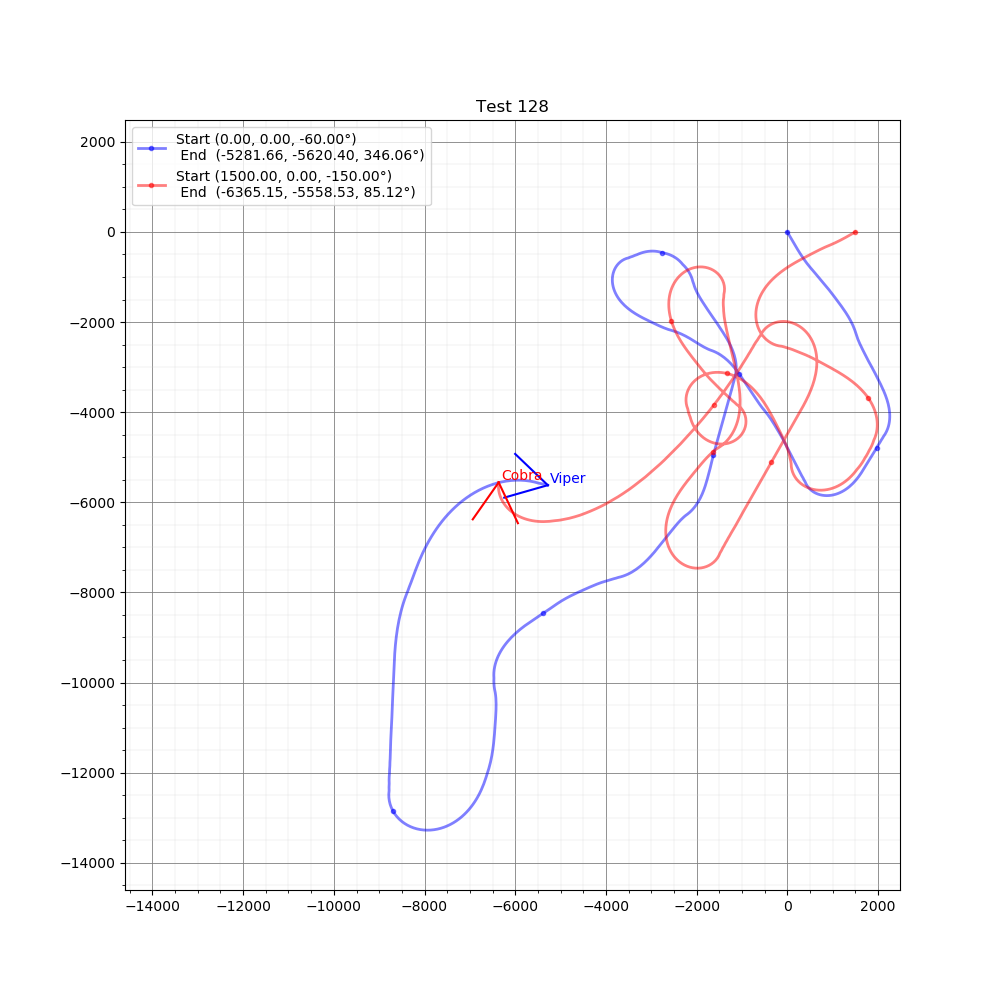 Test 128
Start (0.00, 0.00, -60.00°)
End  (-5281.66, -5620.40, 346.06°)
Start (1500.00, 0.00, -150.00°)
End  (-6365.15, -5558.53, 85.12°)
2000
0
−2000
−4000
Cobra
Viper
−6000
−8000
−10000
−12000
−14000
−14000 −12000 −10000 −8000 −6000 −4000 −2000 0 2000